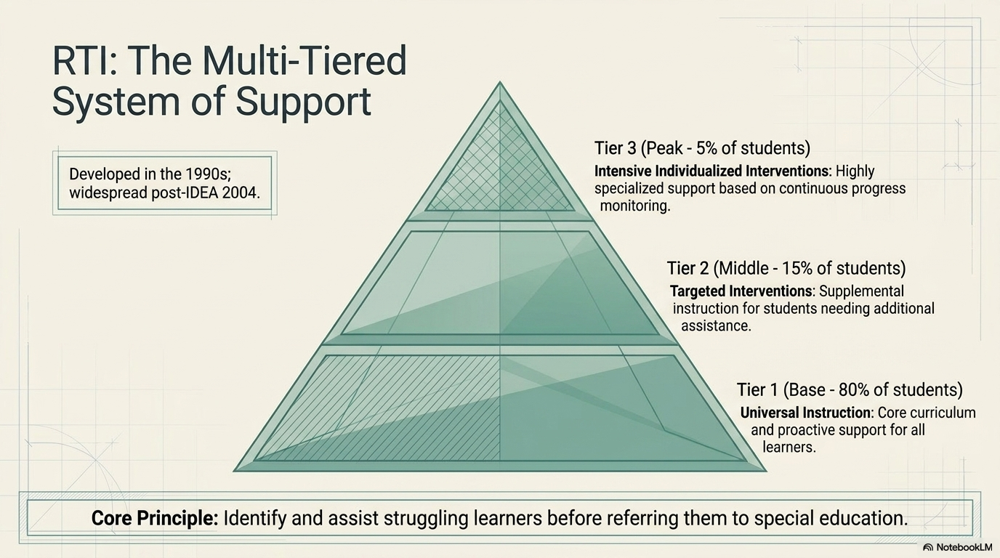 RTI: The Multi-Tiered
System of Support
Developed in the 1990s;
widespread post-IDEA 2004.
Tier 3 (Peak - 5% of students)
Intensive Individualized Interventions: Highly
specialized support based on continuous progress
monitoring.
Tier 2 (Middle - 15% of students)
Targeted Interventions: Supplemental
instruction for students needing additional
assistance.
Tier 1 (Base - 80% of students)
Universal Instruction: Core curriculum
and proactive support for all
learners.
Core Principle: Identify and assist struggling learners before referring them to special education.
NotebookLM